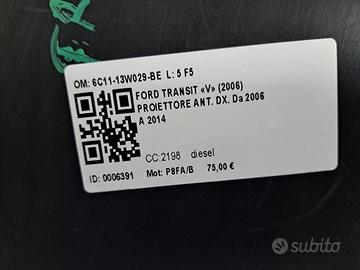 OM: 6C11-13W029-BE L: 5 F5
FORD TRANSIT «V» (2006)
PROIETTORE ANT. DX. Da 2006
A 2014
CC:2198 diesel
ID: 0006391 Mot: P8FA/B 75,00 €
subito